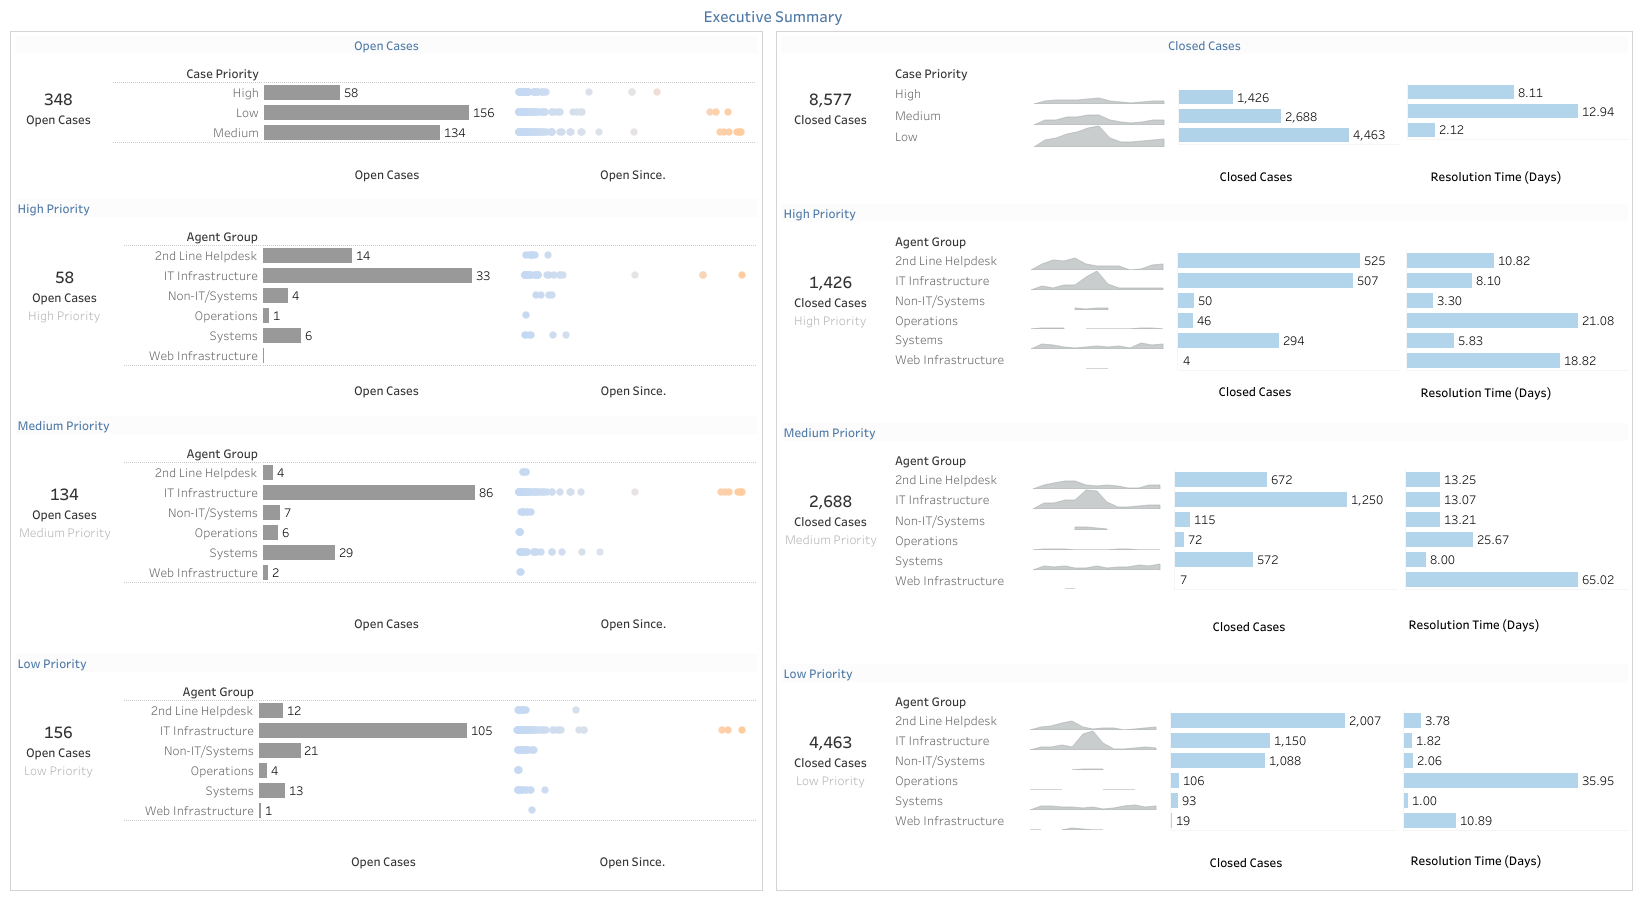 Executive Summary
Open Cases
Case Priority
348
Open Cases
High 58
Low 156
Medium 134
Open Cases Open Since.
High Priority
Agent Group
58
Open Cases
High Priority
2nd Line Helpdesk 14
IT Infrastructure 33
Non-IT/Systems 4
Operations 1
Systems 6
Web Infrastructure
Open Cases Open Since.
Medium Priority
Agent Group
134
Open Cases
Medium Priority
2nd Line Helpdesk 4
IT Infrastructure 86
Non-IT/Systems 7
Operations 6
Systems 29
Web Infrastructure 2
Open Cases Open Since.
Low Priority
Agent Group
156
Open Cases
Low Priority
2nd Line Helpdesk 12
IT Infrastructure 105
Non-IT/Systems 21
Operations 4
Systems 13
Web Infrastructure 1
Open Cases Open Since.
Closed Cases
Case Priority
8,577
Closed Cases
High 1,426 8.11
Medium 2,688 12.94
Low 4,463 2.12
Closed Cases Resolution Time (Days)
High Priority
Agent Group
1,426
Closed Cases
High Priority
2nd Line Helpdesk 525 10.82
IT Infrastructure 507 8.10
Non-IT/Systems 50 3.30
Operations 46 21.08
Systems 294 5.83
Web Infrastructure 4 18.82
Closed Cases Resolution Time (Days)
Medium Priority
Agent Group
2,688
Closed Cases
Medium Priority
2nd Line Helpdesk 672 13.25
IT Infrastructure 1,250 13.07
Non-IT/Systems 115 13.21
Operations 72 25.67
Systems 572 8.00
Web Infrastructure 7 65.02
Closed Cases Resolution Time (Days)
Low Priority
Agent Group
4,463
Closed Cases
Low Priority
2nd Line Helpdesk 2,007 3.78
IT Infrastructure 1,150 1.82
Non-IT/Systems 1,088 2.06
Operations 106 35.95
Systems 93 1.00
Web Infrastructure 19 10.89
Closed Cases Resolution Time (Days)